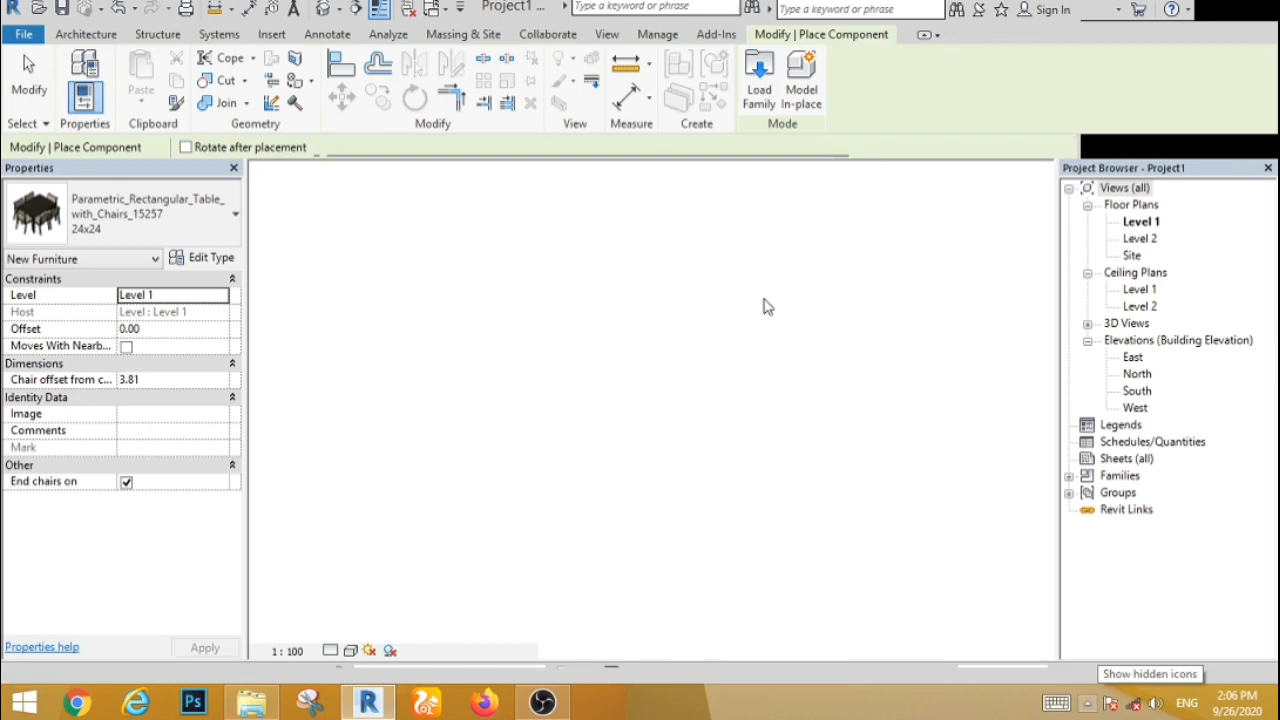 Project1 ...
Type a keyword or phrase
Type a keyword or phrase
Sign In
File
Architecture
Structure
Systems
Insert
Annotate
Analyze
Massing & Site
Collaborate
View
Manage
Add-Ins
Modify | Place Component
Modify
Paste
Cope
Cut
Join
Load Family
Model In-place
Select
Properties
Clipboard
Geometry
Modify
View
Measure
Create
Mode
Modify | Place Component
Rotate after placement
Properties
Parametric_Rectangular_Table_
with_Chairs_15257
24x24
New Furniture
Edit Type
Constraints
Level
Level 1
Host
Level : Level 1
Offset
0.00
Moves With Nearb...
Dimensions
Chair offset from c...
3.81
Identity Data
Image
Comments
Mark
Other
End chairs on
Properties help
Apply
1 : 100
Project Browser - Project1
Views (all)
Floor Plans
Level 1
Level 2
Site
Ceiling Plans
Level 1
Level 2
3D Views
Elevations (Building Elevation)
East
North
South
West
Legends
Schedules/Quantities
Sheets (all)
Families
Groups
Revit Links
Show hidden icons
Ps
R
ENG
2:06 PM
9/26/2020